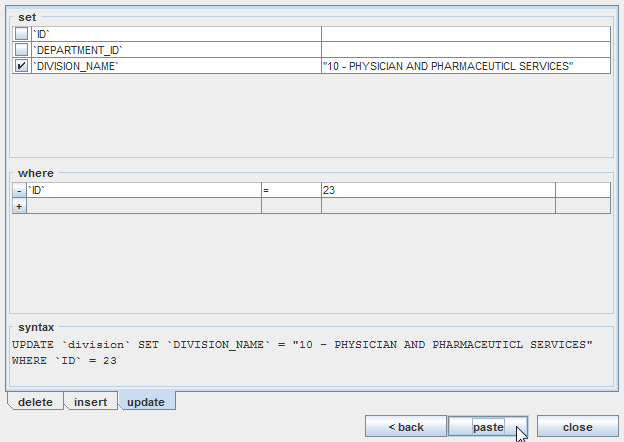 set
`ID`
`DEPARTMENT_ID`
`DIVISION_NAME` "10 - PHYSICIAN AND PHARMACEUTICL SERVICES"
where
- `ID` = 23
+
syntax
UPDATE `division` SET `DIVISION_NAME` = "10 - PHYSICIAN AND PHARMACEUTICL SERVICES"
WHERE `ID` = 23
delete insert update
< back paste close